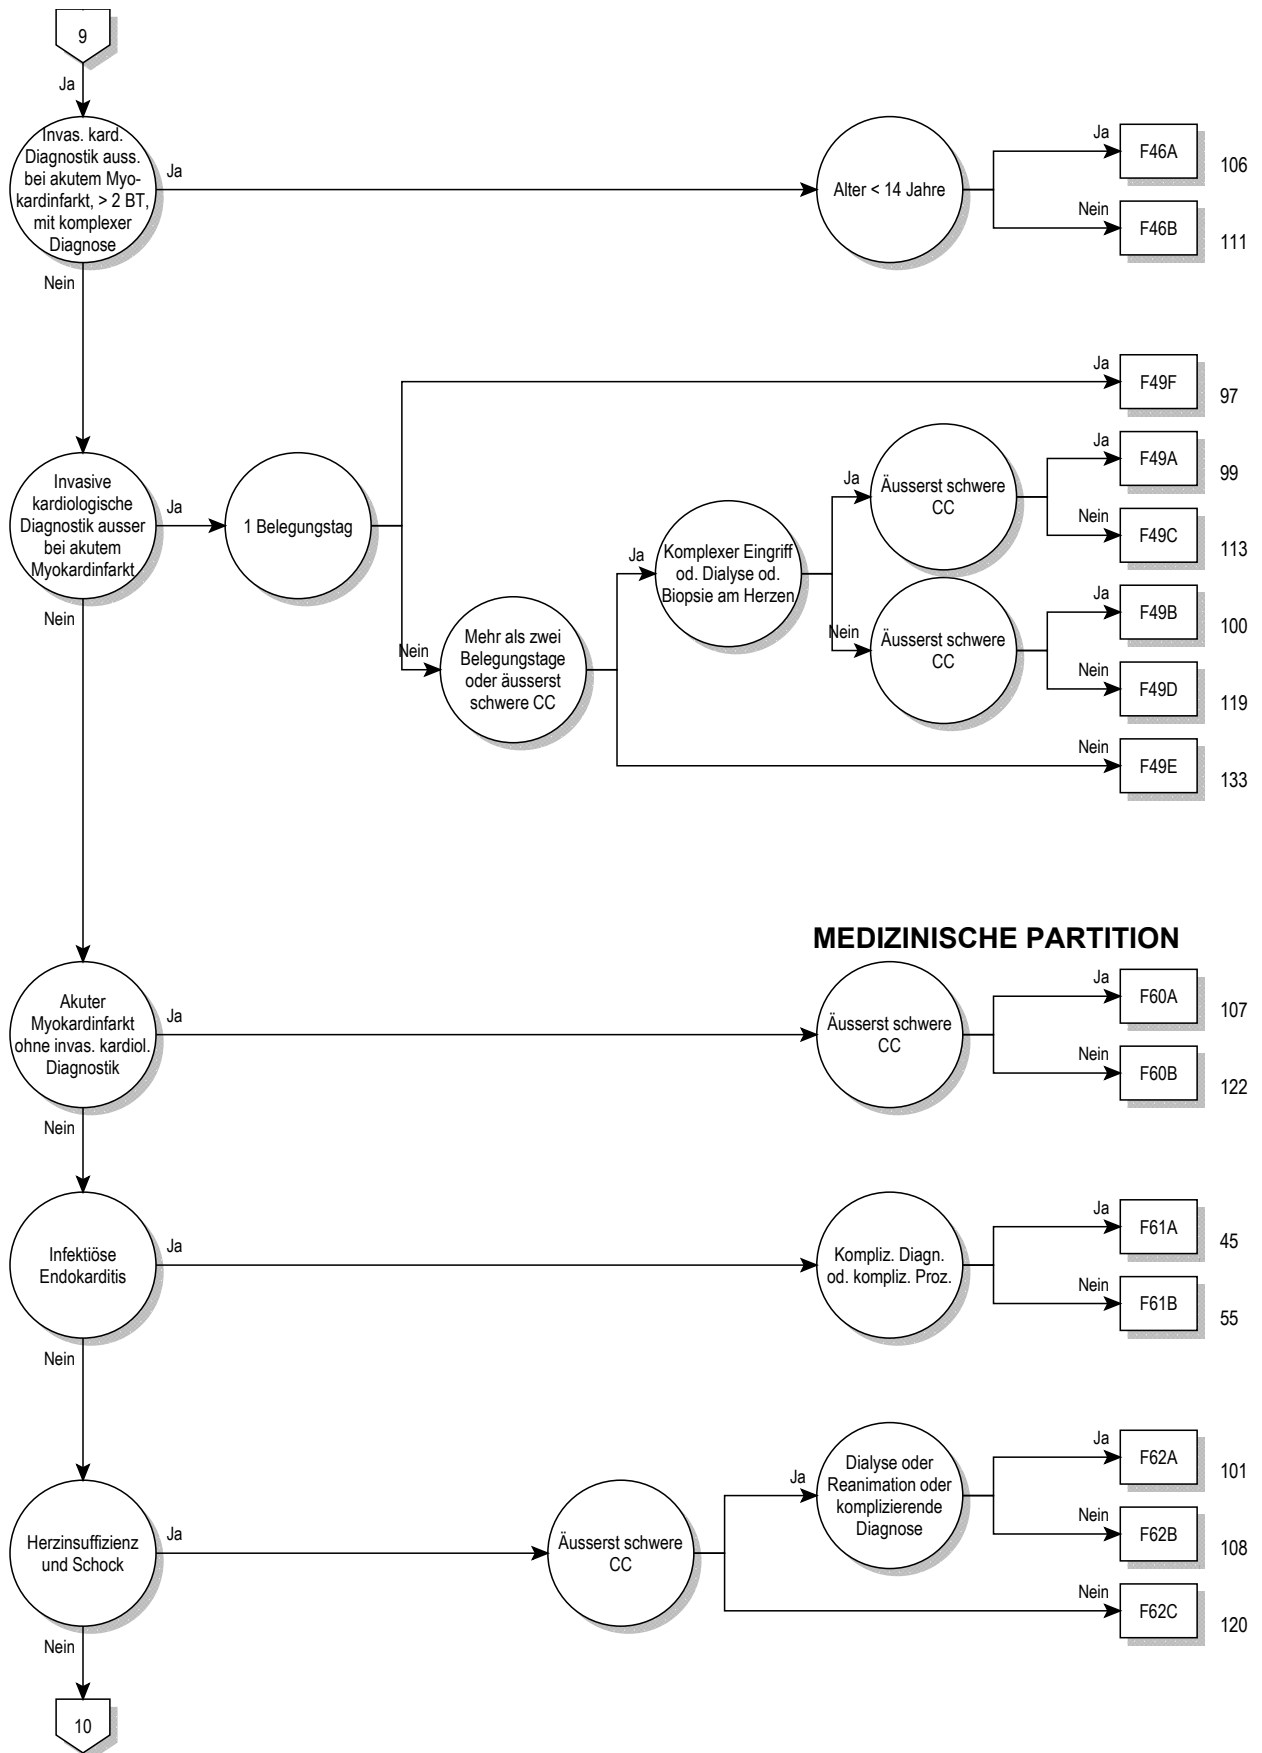 9
Ja
Invas. kard.
Diagnostik auss.
bei akutem Myo-
kardinfarkt, > 2 BT,
mit komplexer
Diagnose
Ja
Alter < 14 Jahre
Ja
F46A
106
Nein
F46B
111
Nein
Ja
F49F
97
Invasive
kardiologische
Diagnostik ausser
bei akutem
Myokardinfarkt
Ja
1 Belegungstag
Nein
Mehr als zwei
Belegungstage
oder äusserst
schwere CC
Ja
Komplexer Eingriff
od. Dialyse od.
Biopsie am Herzen
Ja
Äusserst schwere
CC
Ja
F49A
99
Nein
F49C
113
Nein
Äusserst schwere
CC
Ja
F49B
100
Nein
F49D
119
Nein
F49E
133
Nein
MEDIZINISCHE PARTITION
Akuter
Myokardinfarkt
ohne invas. kardiol.
Diagnostik
Ja
Äusserst schwere
CC
Ja
F60A
107
Nein
F60B
122
Nein
Infektiöse
Endokarditis
Ja
Kompliz. Diagn.
od. kompliz. Proz.
Ja
F61A
45
Nein
F61B
55
Nein
Herzinsuffizienz
und Schock
Ja
Äusserst schwere
CC
Ja
Dialyse oder
Reanimation oder
komplizierende
Diagnose
Ja
F62A
101
Nein
F62B
108
Nein
F62C
120
Nein
10